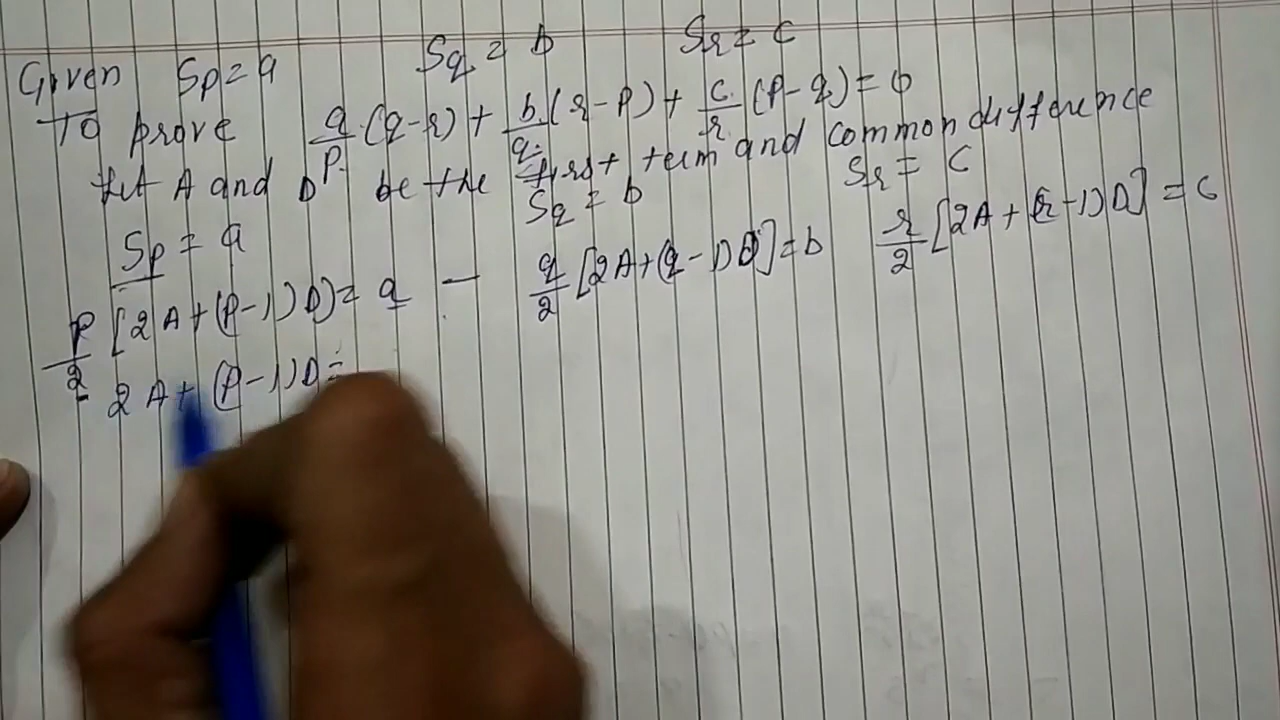 Given Sp = a Sq = b Sr = c
To prove a/p (q-r) + b/q (r-p) + c/r (p-q) = 0
Let A and D be the first term and common difference
Sp = a Sq = b Sr = c
p/2 [2A+(p-1)D] = a - q/2 [2A+(q-1)D] = b r/2 [2A+(r-1)D] = c
2A+(p-1)D =